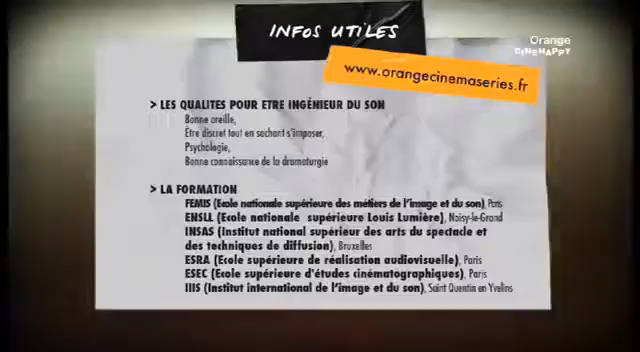 INFOS UTILES
Orange
CINEHAPPY
www.orangecinemaseries.fr
> LES QUALITES POUR ETRE INGÉNIEUR DU SON
Bonne oreille,
Etre discret tout en sachant s'imposer,
Psychologie,
Bonne connaissance de la dramaturgie
> LA FORMATION
FEMIS (Ecole nationale supérieure des métiers de l'image et du son), Paris
ENSLL (Ecole nationale supérieure Louis Lumière), Noisy-le-Grand
INSAS (Institut national supérieur des arts du spectacle et
des techniques de diffusion), Bruxelles
ESRA (Ecole supérieure de réalisation audiovisuelle), Paris
ESEC (Ecole supérieure d'études cinématographiques), Paris
IIIS (Institut international de l'image et du son), Saint Quentin en Yvelins